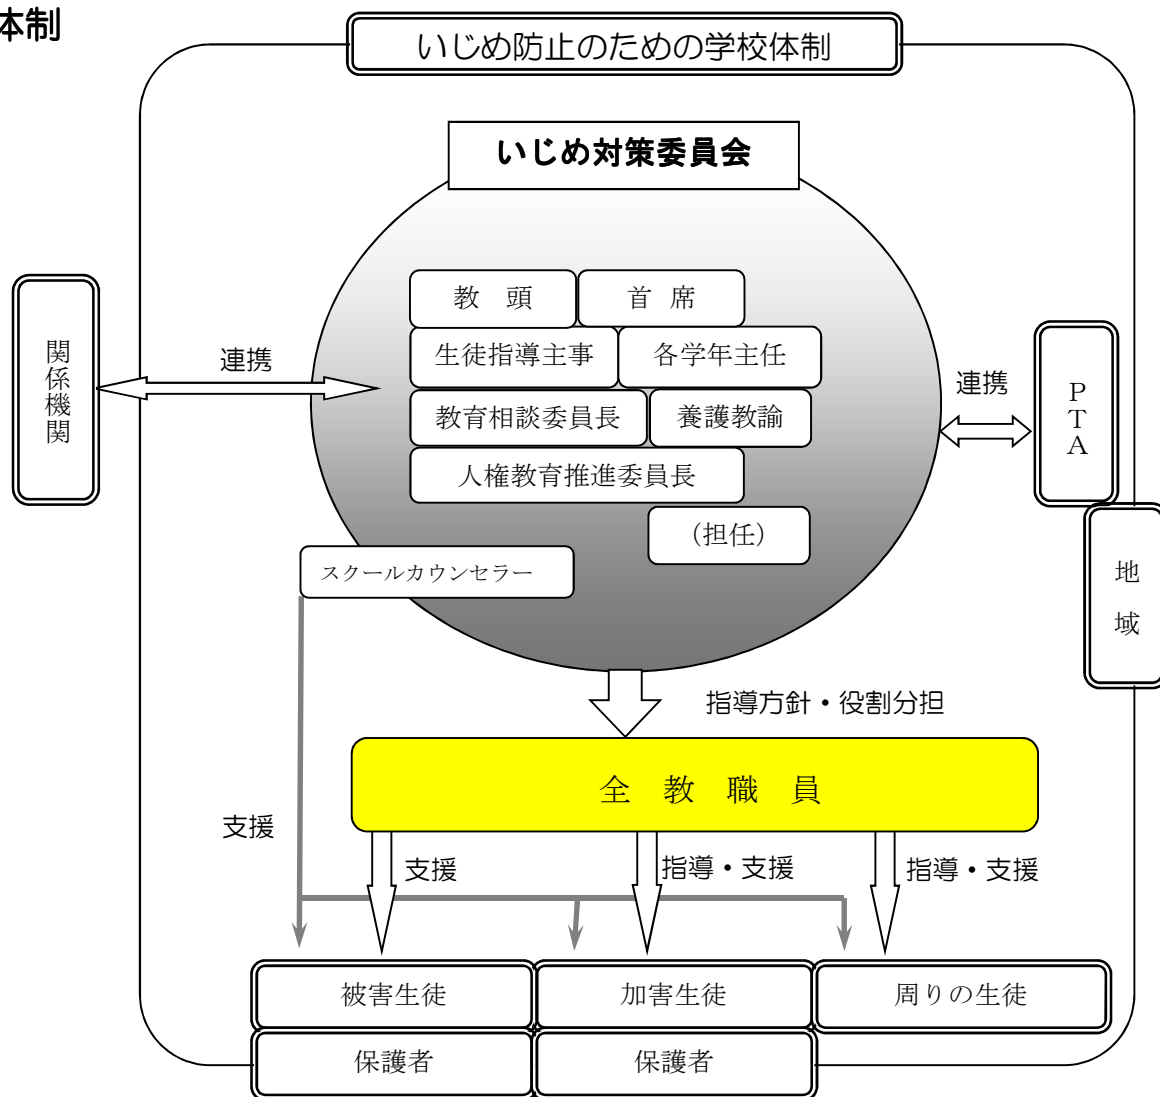 体制
いじめ防止のための学校体制
いじめ対策委員会
教　頭
首 席
生徒指導主事
各学年主任
教育相談委員長
養護教諭
人権教育推進委員長
（担任）
スクールカウンセラー
関係機関
連携
連携
PTA
地域
指導方針・役割分担
全　教　職　員
支援
支援
指導・支援
指導・支援
被害生徒
加害生徒
周りの生徒
保護者
保護者